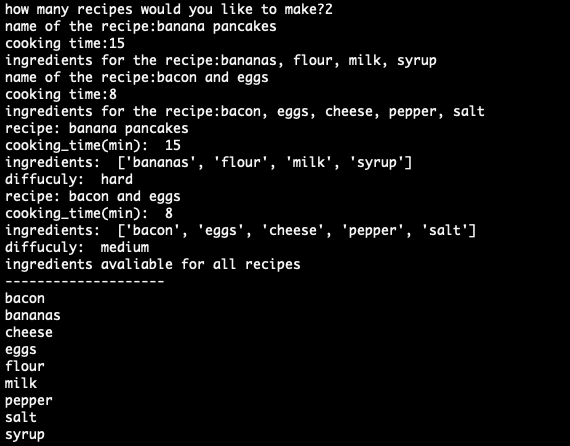 how many recipes would you like to make?2
name of the recipe:banana pancakes
cooking time:15
ingredients for the recipe:bananas, flour, milk, syrup
name of the recipe:bacon and eggs
cooking time:8
ingredients for the recipe:bacon, eggs, cheese, pepper, salt
recipe: banana pancakes
cooking_time(min):  15
ingredients:  ['bananas', 'flour', 'milk', 'syrup']
diffuculy:  hard
recipe: bacon and eggs
cooking_time(min):  8
ingredients:  ['bacon', 'eggs', 'cheese', 'pepper', 'salt']
diffuculy:  medium
ingredients avaliable for all recipes
--------------------
bacon
bananas
cheese
eggs
flour
milk
pepper
salt
syrup